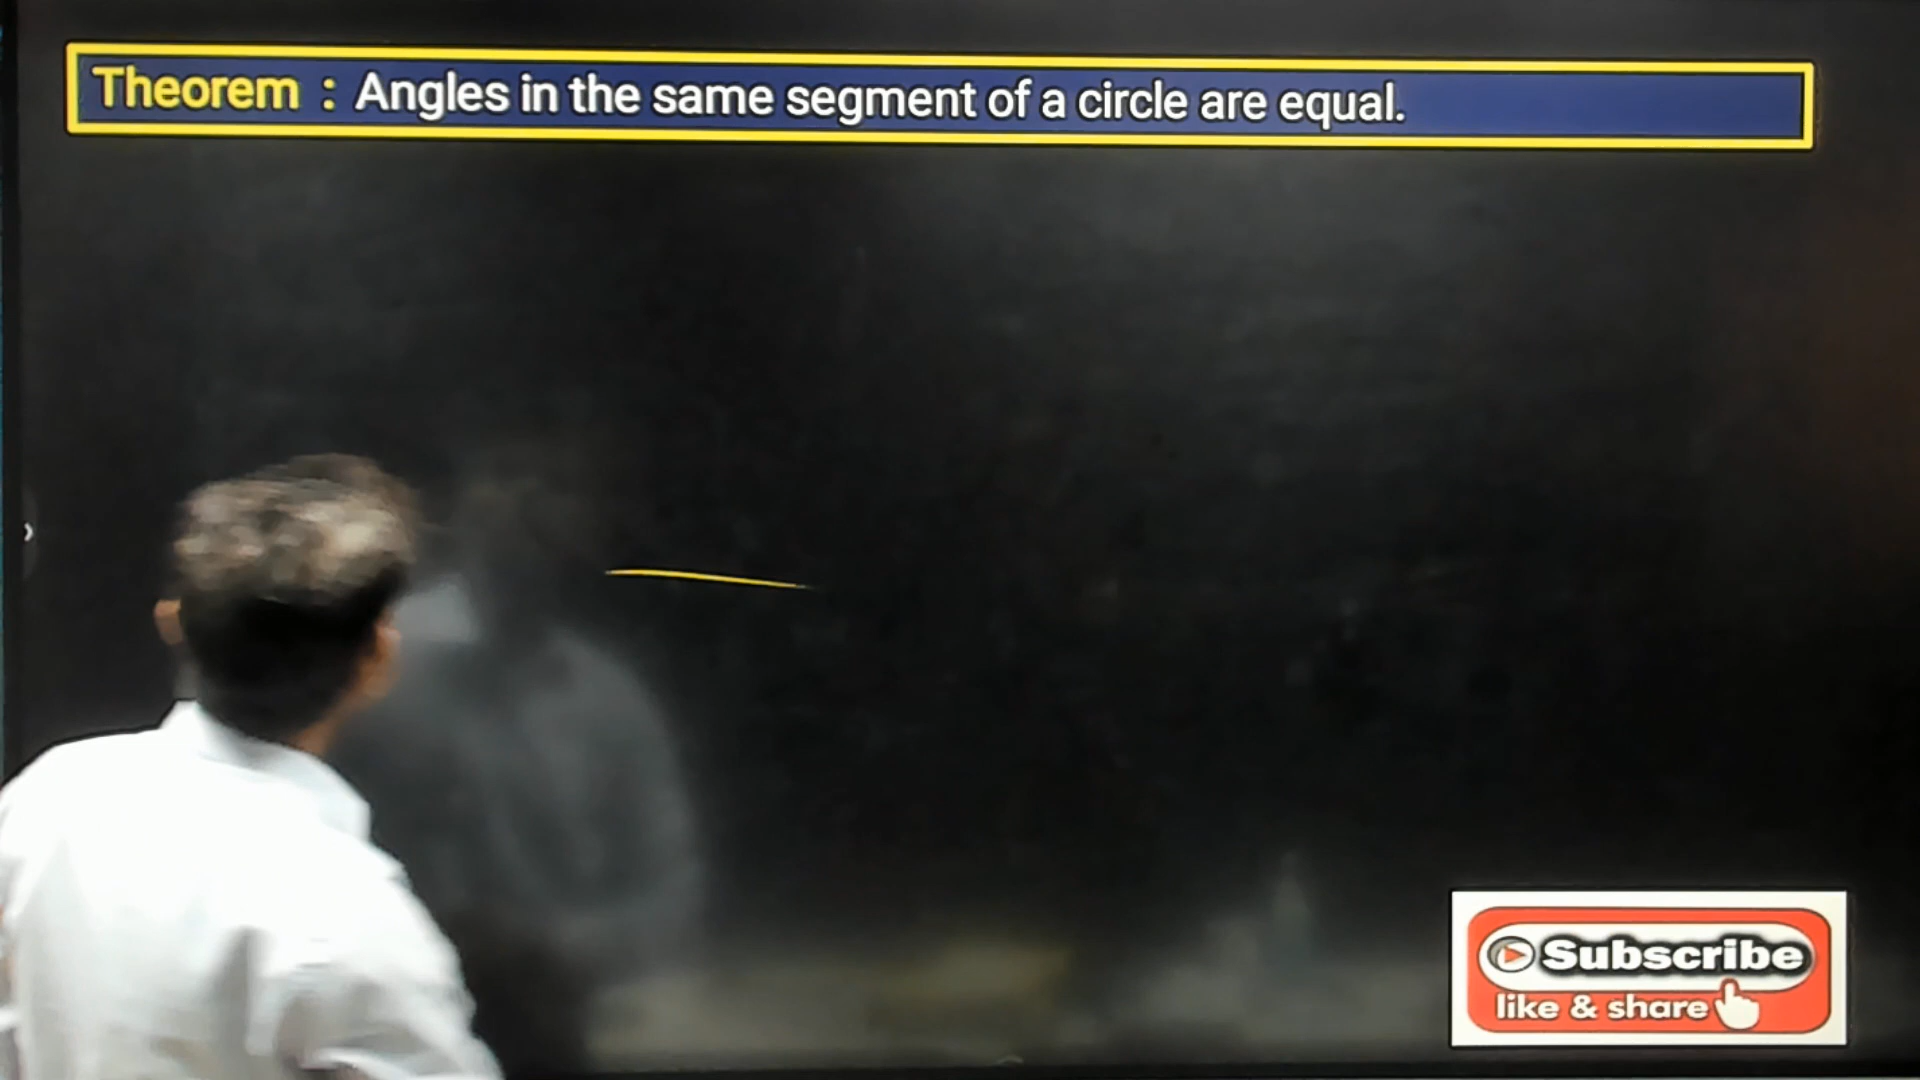 Theorem : Angles in the same segment of a circle are equal.
Subscribe
like & share